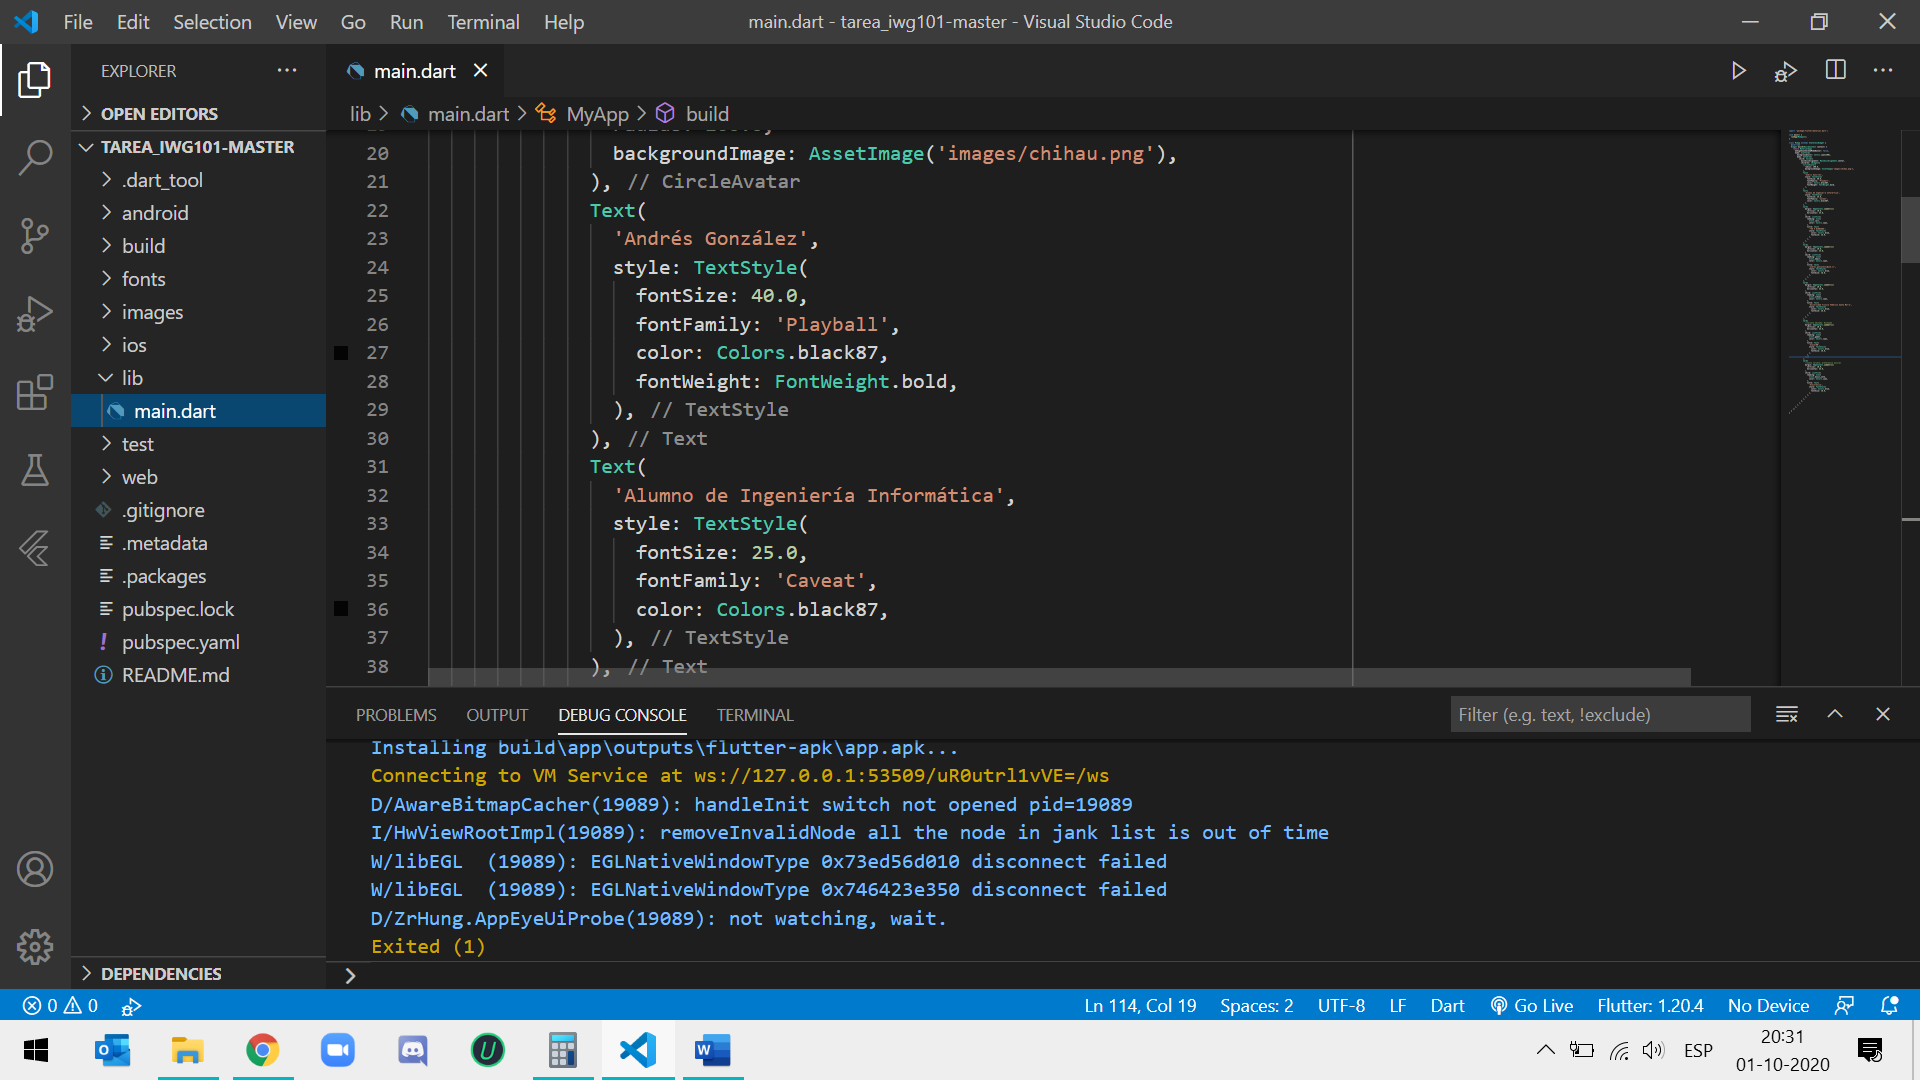 File Edit Selection View Go Run Terminal Help
main.dart - tarea_iwg101-master - Visual Studio Code
EXPLORER
OPEN EDITORS
TAREA_IWG101-MASTER
.dart_tool
android
build
fonts
images
ios
lib
main.dart
test
web
.gitignore
.metadata
.packages
pubspec.lock
pubspec.yaml
README.md
DEPENDENCIES
main.dart
lib > main.dart > MyApp > build
20 backgroundImage: AssetImage('images/chihau.png'),
21 ), // CircleAvatar
22 Text(
23 'Andrés González',
24 style: TextStyle(
25 fontSize: 40.0,
26 fontFamily: 'Playball',
27 color: Colors.black87,
28 fontWeight: FontWeight.bold,
29 ), // TextStyle
30 ), // Text
31 Text(
32 'Alumno de Ingeniería Informática',
33 style: TextStyle(
34 fontSize: 25.0,
35 fontFamily: 'Caveat',
36 color: Colors.black87,
37 ), // TextStyle
38 ), // Text
PROBLEMS OUTPUT DEBUG CONSOLE TERMINAL
Filter (e.g. text, !exclude)
Installing build\app\outputs\flutter-apk\app.apk...
Connecting to VM Service at ws://127.0.0.1:53509/uR0utrl1vVE=/ws
D/AwareBitmapCacher(19089): handleInit switch not opened pid=19089
I/HwViewRootImpl(19089): removeInvalidNode all the node in jank list is out of time
W/libEGL  (19089): EGLNativeWindowType 0x73ed56d010 disconnect failed
W/libEGL  (19089): EGLNativeWindowType 0x746423e350 disconnect failed
D/ZrHung.AppEyeUiProbe(19089): not watching, wait.
Exited (1)
0 0
Ln 114, Col 19 Spaces: 2 UTF-8 LF Dart Go Live Flutter: 1.20.4 No Device
ESP
20:31
01-10-2020